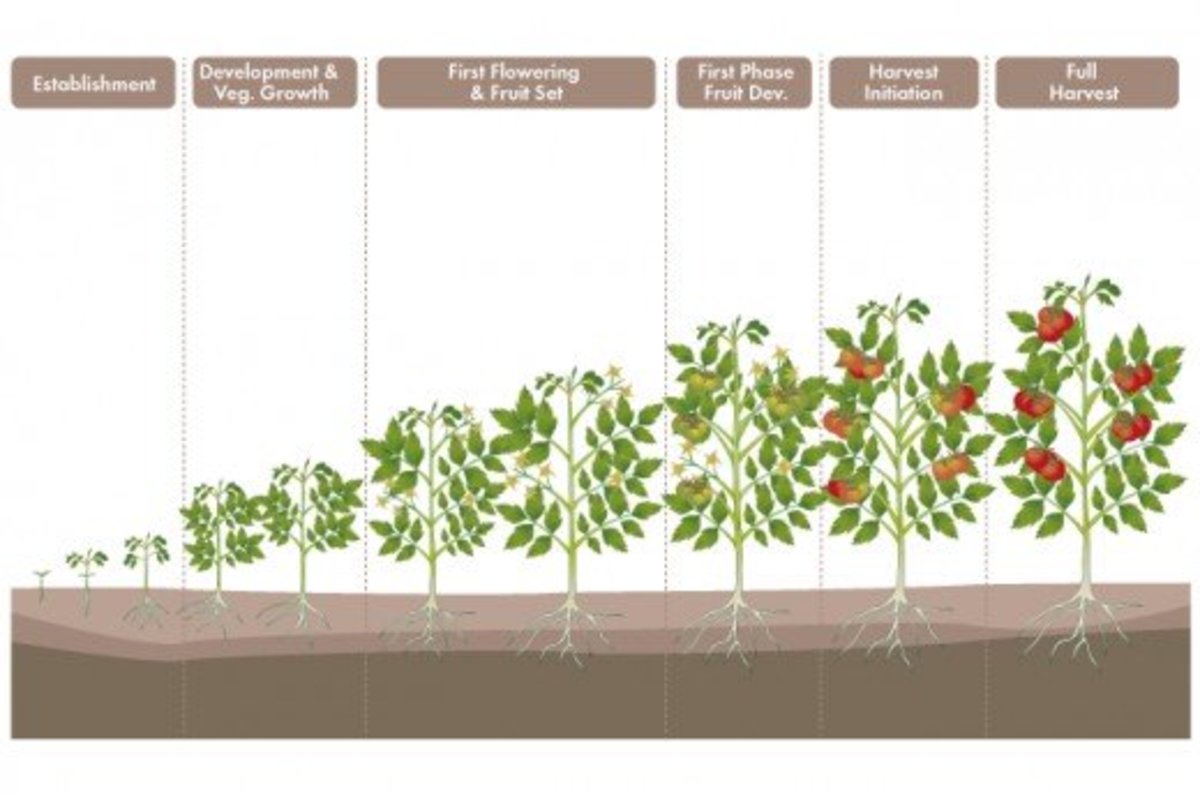 Establishment
Development &
Veg. Growth
First Flowering
& Fruit Set
First Phase
Fruit Dev.
Harvest
Initiation
Full
Harvest